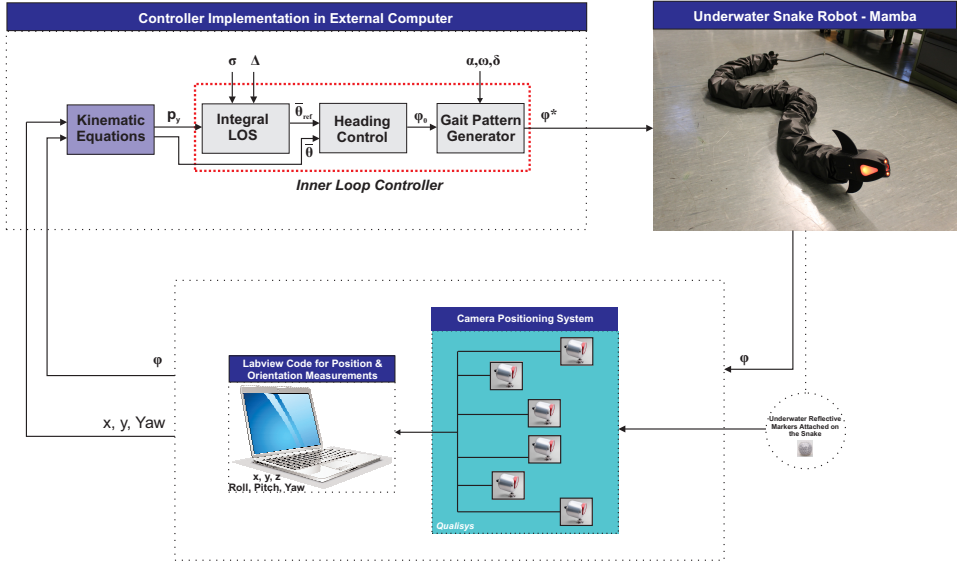 Controller Implementation in External Computer
Underwater Snake Robot - Mamba
σ Δ
α,ω,δ
Kinematic
Equations
p_y
Integral
LOS
θ̅_ref
θ̅
Heading
Control
φ₀
Gait Pattern
Generator
φ*
Inner Loop Controller
Camera Positioning System
Labview Code for Position &
Orientation Measurements
φ
φ
x, y, Yaw
x, y, z
Roll, Pitch, Yaw
Underwater Reflective
Markers Attached on
the Snake
Qualisys